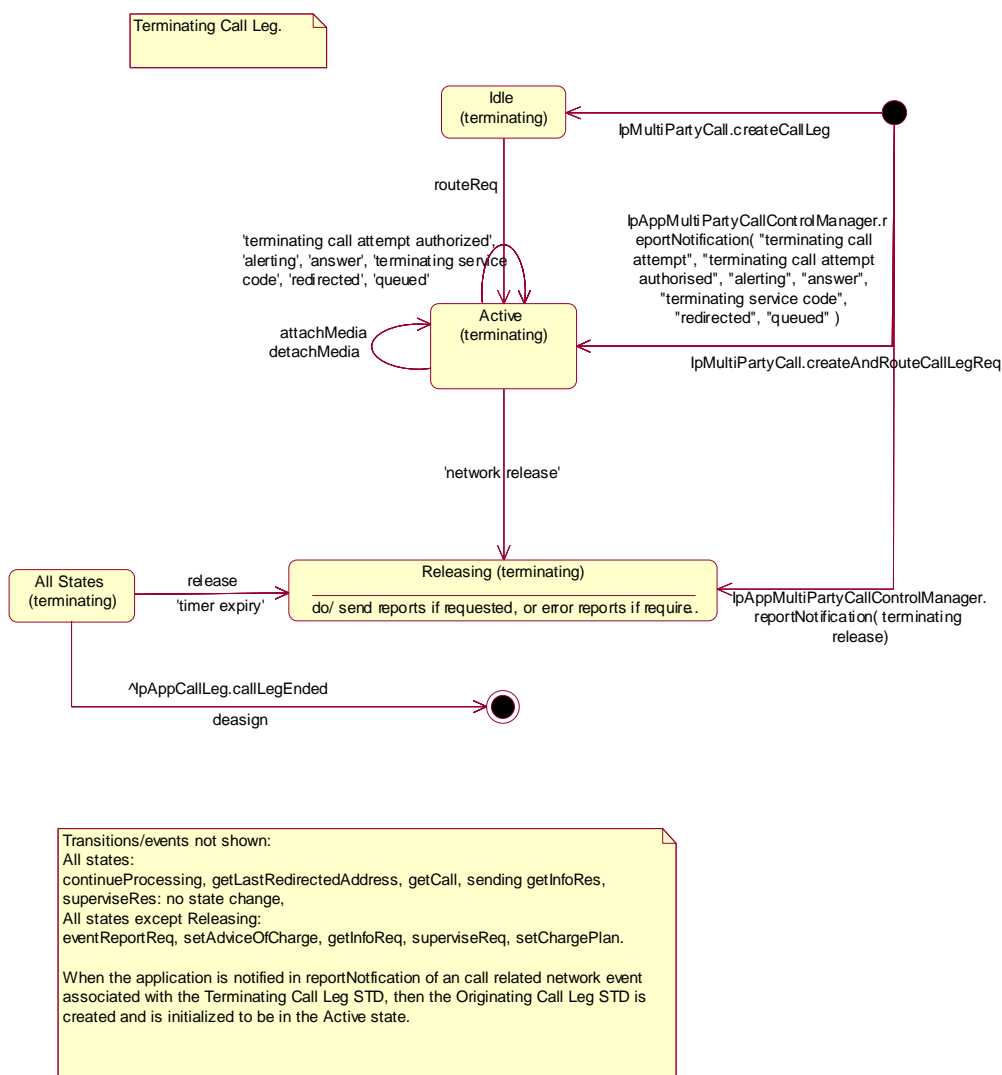 Terminating Call Leg.
Idle
(terminating)
IpMultiPartyCall.createCallLeg
routeReq
IpAppMultiPartyCallControlManager.r
eportNotification( "terminating call
attempt", "terminating call attempt
authorised", "alerting", "answer",
"terminating service code",
"redirected", "queued" )
'terminating call attempt authorized',
'alerting', 'answer', 'terminating service
code', 'redirected', 'queued'
Active
(terminating)
attachMedia
detachMedia
IpMultiPartyCall.createAndRouteCallLegReq
'network release'
All States
(terminating)
release
'timer expiry'
Releasing (terminating)
do/ send reports if requested, or error reports if require..
IpAppMultiPartyCallControlManager.
reportNotification( terminating
release)
^IpAppCallLeg.callLegEnded
deasign
Transitions/events not shown:
All states:
continueProcessing, getLastRedirectedAddress, getCall, sending getInfoRes,
superviseRes: no state change,
All states except Releasing:
eventReportReq, setAdviceOfCharge, getInfoReq, superviseReq, setChargePlan.
When the application is notified in reportNotfication of an call related network event
associated with the Terminating Call Leg STD, then the Originating Call Leg STD is
created and is initialized to be in the Active state.